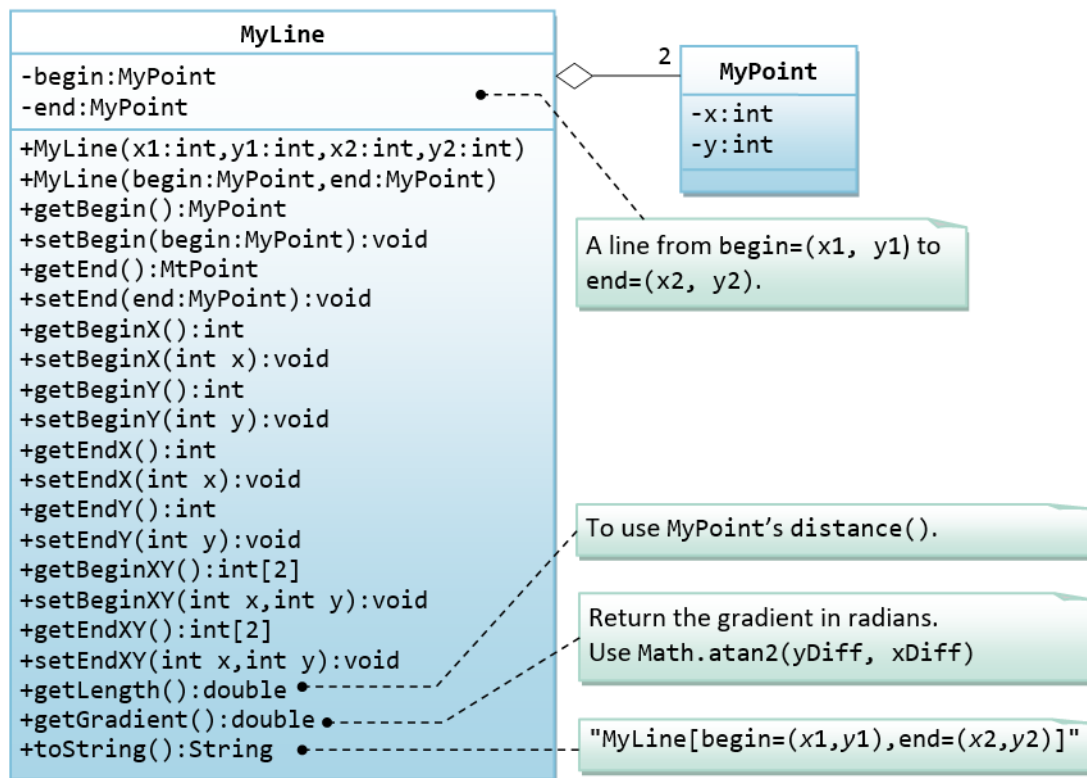 MyLine
-begin:MyPoint
-end:MyPoint
+MyLine(x1:int,y1:int,x2:int,y2:int)
+MyLine(begin:MyPoint,end:MyPoint)
+getBegin():MyPoint
+setBegin(begin:MyPoint):void
+getEnd():MtPoint
+setEnd(end:MyPoint):void
+getBeginX():int
+setBeginX(int x):void
+getBeginY():int
+setBeginY(int y):void
+getEndX():int
+setEndX(int x):void
+getEndY():int
+setEndY(int y):void
+getBeginXY():int[2]
+setBeginXY(int x,int y):void
+getEndXY():int[2]
+setEndXY(int x,int y):void
+getLength():double
+getGradient():double
+toString():String
2
MyPoint
-x:int
-y:int
A line from begin=(x1, y1) to
end=(x2, y2).
To use MyPoint’s distance().
Return the gradient in radians.
Use Math.atan2(yDiff, xDiff)
"MyLine[begin=(x1,y1),end=(x2,y2)]"